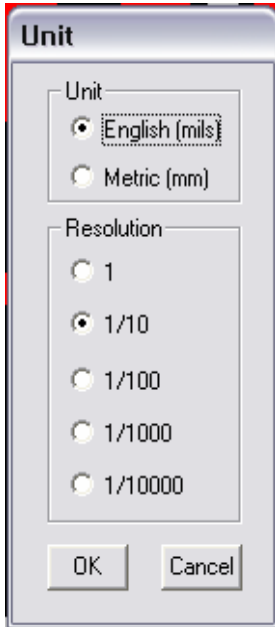 Unit
Unit
English (mils)
Metric (mm)
Resolution
1
1/10
1/100
1/1000
1/10000
OK Cancel